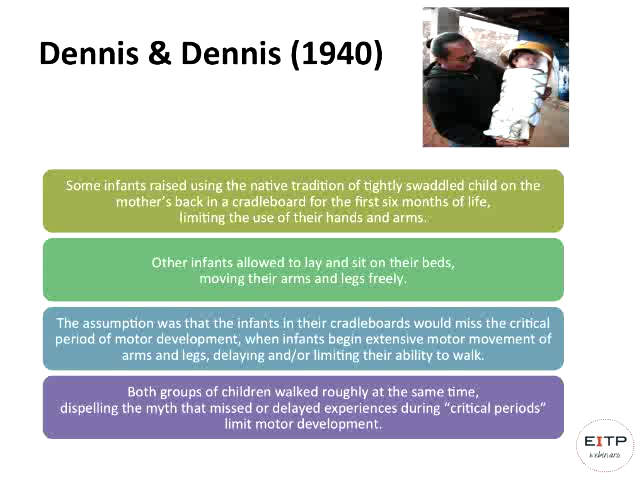 Dennis & Dennis (1940)
Some infants raised using the native tradition of tightly swaddled child on the
mother's back in a cradleboard for the first six months of life,
limiting the use of their hands and arms.
Other infants allowed to lay and sit on their beds,
moving their arms and legs freely.
The assumption was that the infants in their cradleboards would miss the critical
period of motor development, when infants begin extensive motor movement of
arms and legs, delaying and/or limiting their ability to walk.
Both groups of children walked roughly at the same time,
dispelling the myth that missed or delayed experiences during "critical periods"
limit motor development.
EITP
webinars